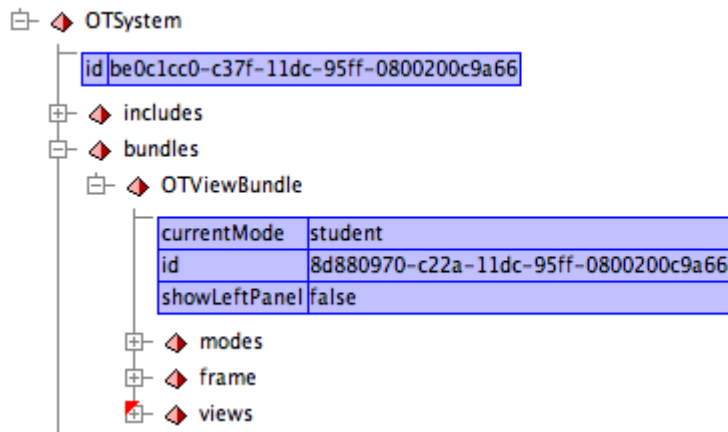 OTSystem
id be0c1cc0-c37f-11dc-95ff-0800200c9a66
includes
bundles
OTViewBundle
currentMode student
id 8d880970-c22a-11dc-95ff-0800200c9a66
showLeftPanel false
modes
frame
views